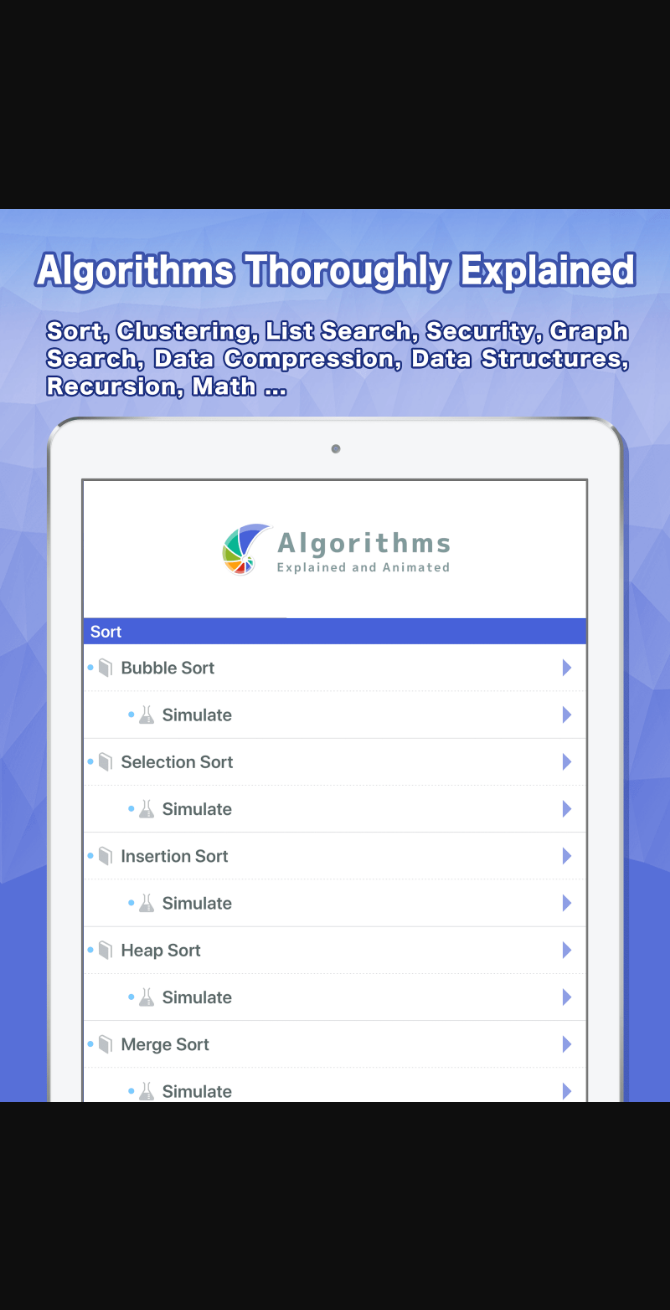 Algorithms Thoroughly Explained
Sort, Clustering, List Search, Security, Graph
Search, Data Compression, Data Structures,
Recursion, Math ...
Algorithms
Explained and Animated
Sort
Bubble Sort
Simulate
Selection Sort
Simulate
Insertion Sort
Simulate
Heap Sort
Simulate
Merge Sort
Simulate